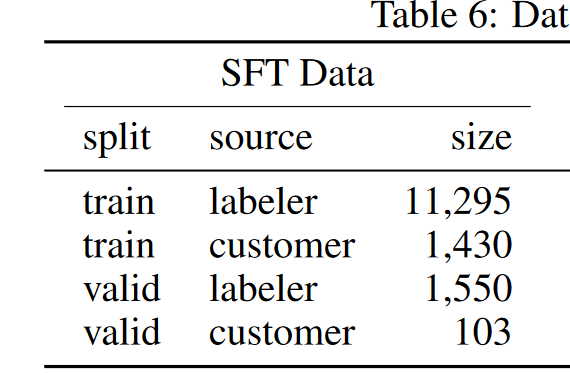 Table 6: Dat
SFT Data
split source size
train labeler 11,295
train customer 1,430
valid labeler 1,550
valid customer 103